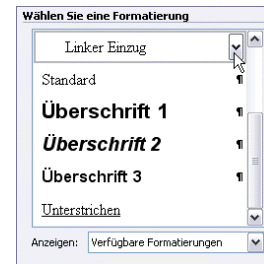 Wählen Sie eine Formatierung
Linker Einzug
Standard ¶
Überschrift 1 ¶
Überschrift 2 ¶
Überschrift 3 ¶
Unterstrichen
Anzeigen: Verfügbare Formatierungen